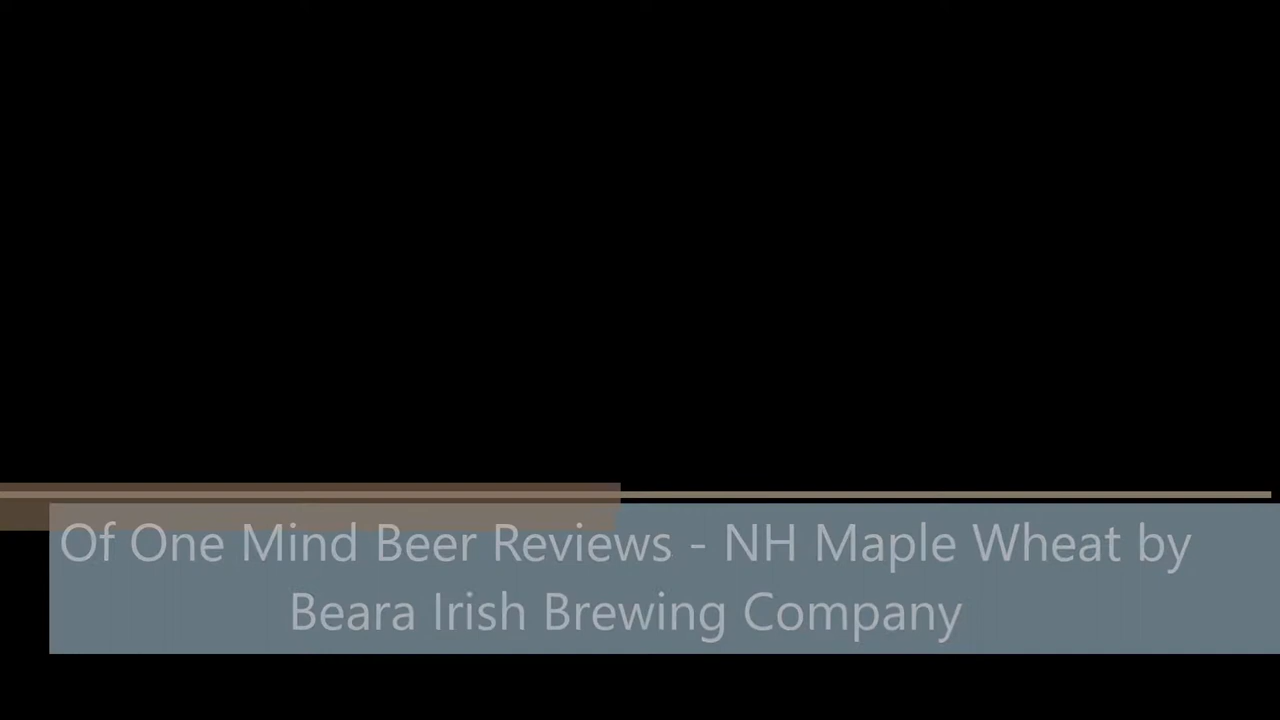 Of One Mind Beer Reviews - NH Maple Wheat by
Beara Irish Brewing Company